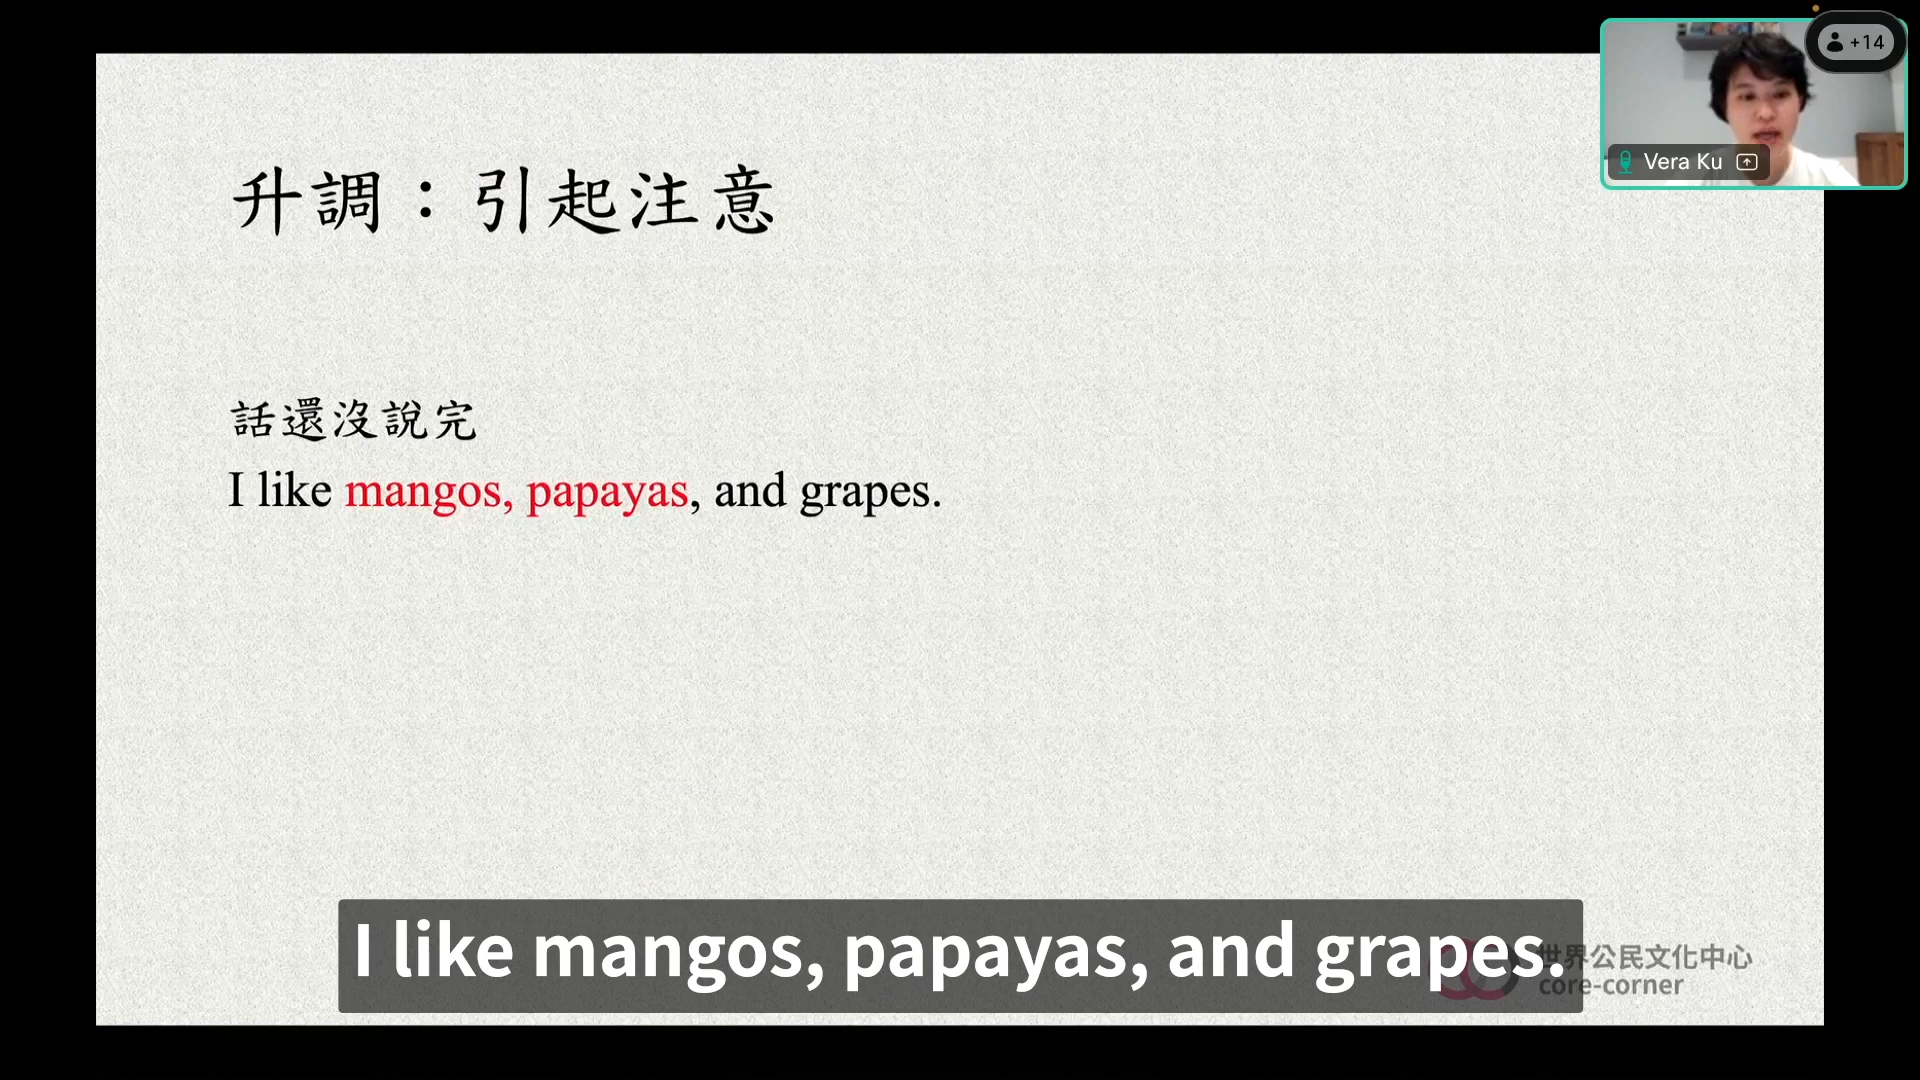 +14
Vera Ku
升調：引起注意
話還沒說完
I like mangos, papayas, and grapes.
I like mangos, papayas, and grapes.
世界公民文化中心
core-corner